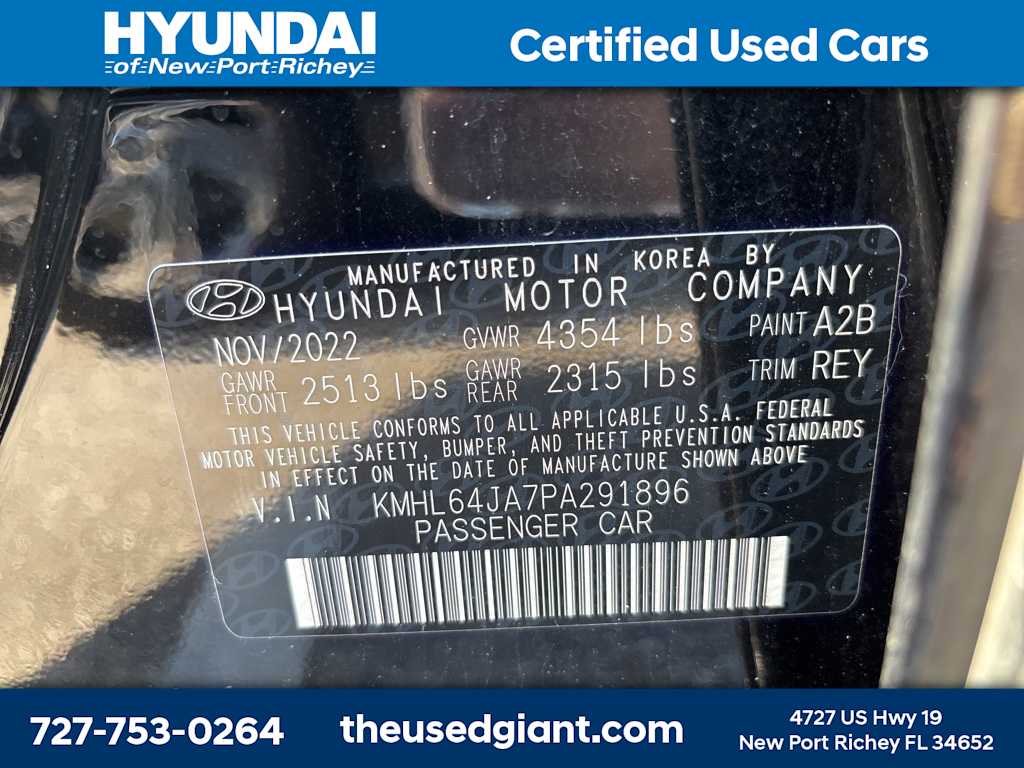 HYUNDAI
of New Port Richey
Certified Used Cars
MANUFACTURED IN KOREA BY
HYUNDAI MOTOR COMPANY
NOV/2022 GVWR 4354 lbs PAINT A2B
GAWR FRONT 2513 lbs GAWR REAR 2315 lbs TRIM REY
THIS VEHICLE CONFORMS TO ALL APPLICABLE U.S.A. FEDERAL
MOTOR VEHICLE SAFETY, BUMPER, AND THEFT PREVENTION STANDARDS
IN EFFECT ON THE DATE OF MANUFACTURE SHOWN ABOVE
V.I.N KMHL64JA7PA291896
PASSENGER CAR
727-753-0264
theusedgiant.com
4727 US Hwy 19
New Port Richey FL 34652